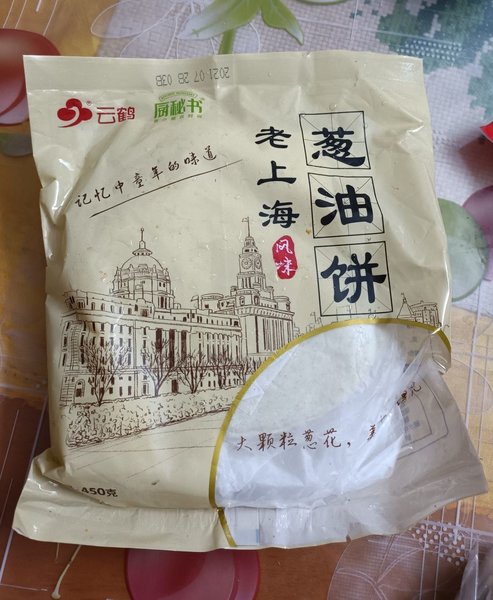 2021 07 28 03B
云鹤
厨秘书
记忆中童年的味道
葱油饼
老上海
风味
大颗粒葱花，
450克